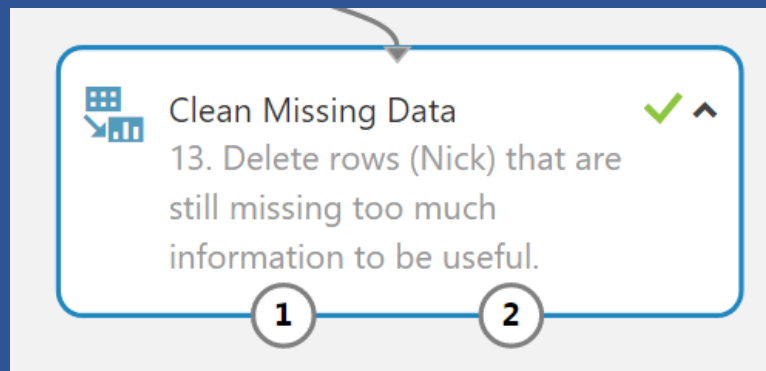 Clean Missing Data
13. Delete rows (Nick) that are
still missing too much
information to be useful.
1
2